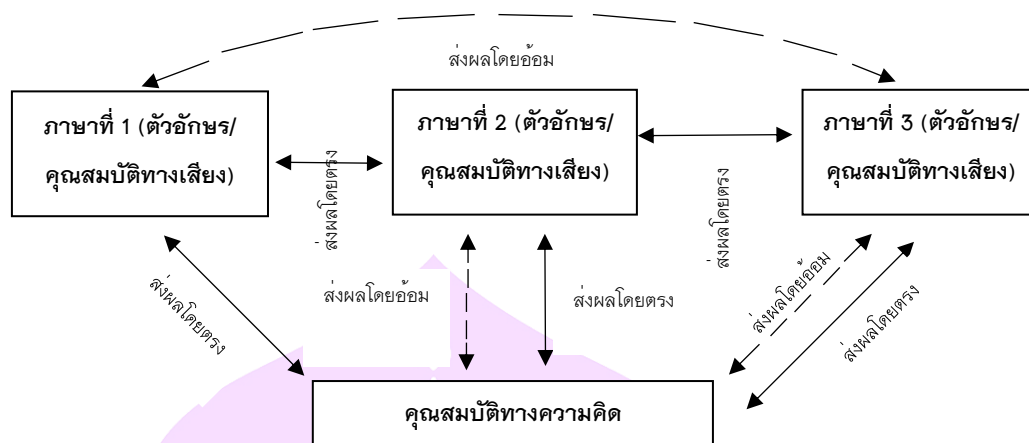 ส่งผลโดยอ้อม
ภาษาที่ 1 (ตัวอักษร/
คุณสมบัติทางเสียง)
ภาษาที่ 2 (ตัวอักษร/
คุณสมบัติทางเสียง)
ภาษาที่ 3 (ตัวอักษร/
คุณสมบัติทางเสียง)
ส่งผลโดยตรง
ส่งผลโดยตรง
ส่งผลโดยตรง
ส่งผลโดยอ้อม
ส่งผลโดยตรง
ส่งผลโดยอ้อม
ส่งผลโดยตรง
คุณสมบัติทางความคิด